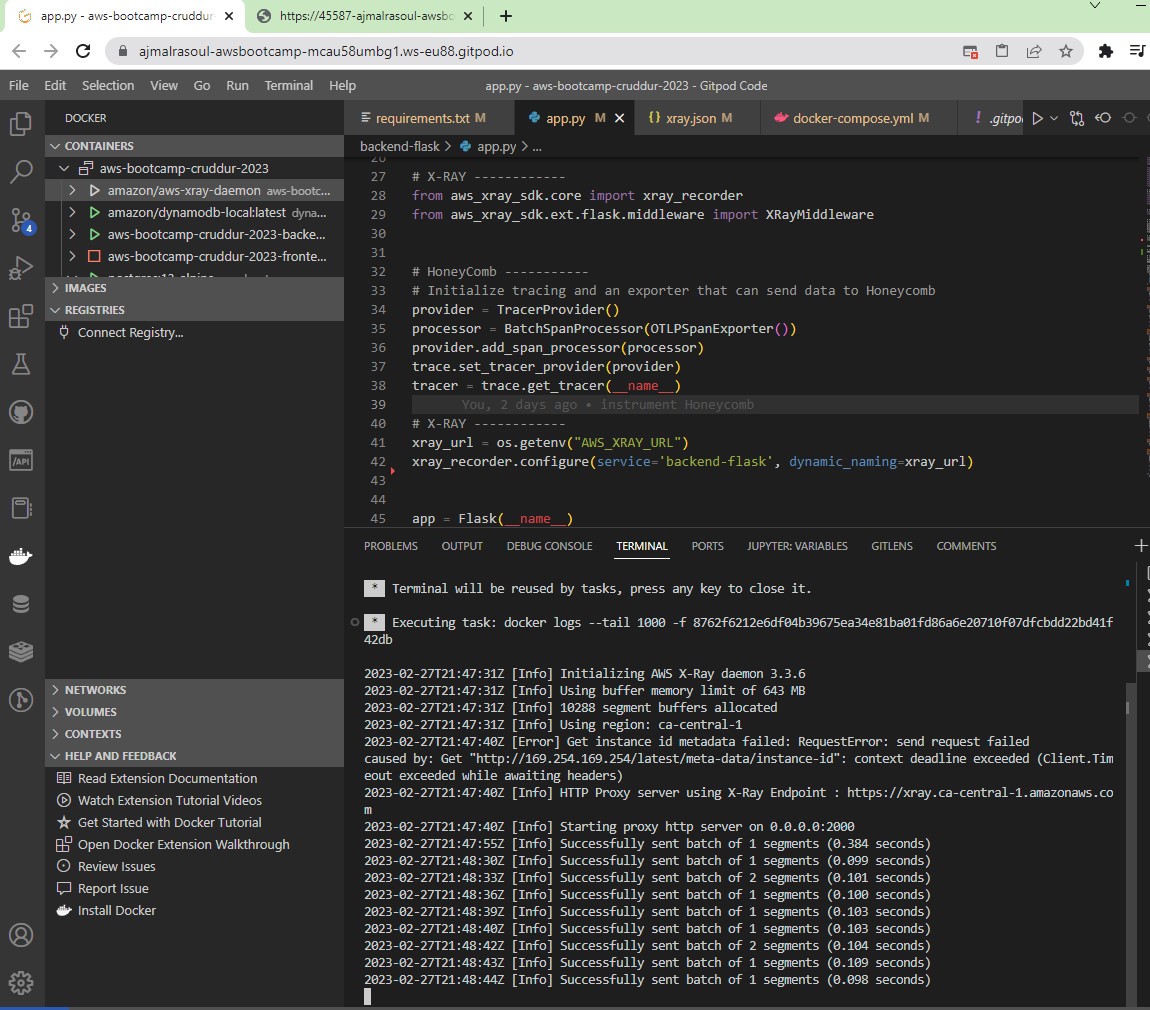 app.py - aws-bootcamp-cruddur-
https://45587-ajmalrasoul-awsbo
ajmalrasoul-awsbootcamp-mcau58umbg1.ws-eu88.gitpod.io
File Edit Selection View Go Run Terminal Help
app.py - aws-bootcamp-cruddur-2023 - Gitpod Code
DOCKER
CONTAINERS
aws-bootcamp-cruddur-2023
amazon/aws-xray-daemon aws-bootc...
amazon/dynamodb-local:latest dyna...
aws-bootcamp-cruddur-2023-backe...
aws-bootcamp-cruddur-2023-fronte...
IMAGES
REGISTRIES
Connect Registry...
4
/API
NETWORKS
VOLUMES
CONTEXTS
HELP AND FEEDBACK
Read Extension Documentation
Watch Extension Tutorial Videos
Get Started with Docker Tutorial
Open Docker Extension Walkthrough
Review Issues
Report Issue
Install Docker
requirements.txt M
app.py M
{} xray.json M
docker-compose.yml M
! .gitpo
backend-flask > app.py > ...
26
27 # X-RAY ------------
28 from aws_xray_sdk.core import xray_recorder
29 from aws_xray_sdk.ext.flask.middleware import XRayMiddleware
30
31
32 # HoneyComb -----------
33 # Initialize tracing and an exporter that can send data to Honeycomb
34 provider = TracerProvider()
35 processor = BatchSpanProcessor(OTLPSpanExporter())
36 provider.add_span_processor(processor)
37 trace.set_tracer_provider(provider)
38 tracer = trace.get_tracer(__name__)
39 You, 2 days ago • instrument Honeycomb
40 # X-RAY ------------
41 xray_url = os.getenv("AWS_XRAY_URL")
42 xray_recorder.configure(service='backend-flask', dynamic_naming=xray_url)
43
44
45 app = Flask(__name__)
PROBLEMS OUTPUT DEBUG CONSOLE TERMINAL PORTS JUPYTER: VARIABLES GITLENS COMMENTS
* Terminal will be reused by tasks, press any key to close it.
* Executing task: docker logs --tail 1000 -f 8762f6212e6df04b39675ea34e81ba01fd86a6e20710f07dfcbdd22bd41f
42db
2023-02-27T21:47:31Z [Info] Initializing AWS X-Ray daemon 3.3.6
2023-02-27T21:47:31Z [Info] Using buffer memory limit of 643 MB
2023-02-27T21:47:31Z [Info] 10288 segment buffers allocated
2023-02-27T21:47:31Z [Info] Using region: ca-central-1
2023-02-27T21:47:40Z [Error] Get instance id metadata failed: RequestError: send request failed
caused by: Get "http://169.254.169.254/latest/meta-data/instance-id": context deadline exceeded (Client.Tim
eout exceeded while awaiting headers)
2023-02-27T21:47:40Z [Info] HTTP Proxy server using X-Ray Endpoint : https://xray.ca-central-1.amazonaws.co
m
2023-02-27T21:47:40Z [Info] Starting proxy http server on 0.0.0.0:2000
2023-02-27T21:47:55Z [Info] Successfully sent batch of 1 segments (0.384 seconds)
2023-02-27T21:48:30Z [Info] Successfully sent batch of 1 segments (0.099 seconds)
2023-02-27T21:48:33Z [Info] Successfully sent batch of 2 segments (0.101 seconds)
2023-02-27T21:48:36Z [Info] Successfully sent batch of 1 segments (0.100 seconds)
2023-02-27T21:48:39Z [Info] Successfully sent batch of 1 segments (0.103 seconds)
2023-02-27T21:48:40Z [Info] Successfully sent batch of 1 segments (0.103 seconds)
2023-02-27T21:48:42Z [Info] Successfully sent batch of 2 segments (0.104 seconds)
2023-02-27T21:48:43Z [Info] Successfully sent batch of 1 segments (0.109 seconds)
2023-02-27T21:48:44Z [Info] Successfully sent batch of 1 segments (0.098 seconds)